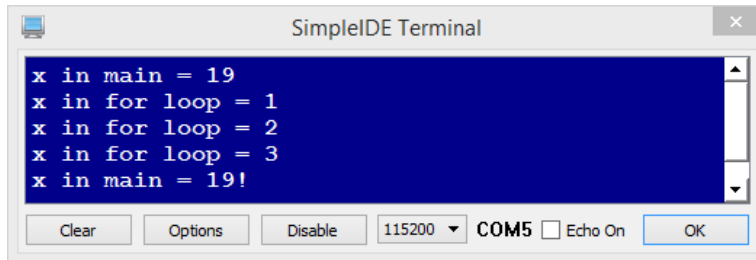 SimpleIDE Terminal
x in main = 19
x in for loop = 1
x in for loop = 2
x in for loop = 3
x in main = 19!
Clear Options Disable 115200 COM5 Echo On OK